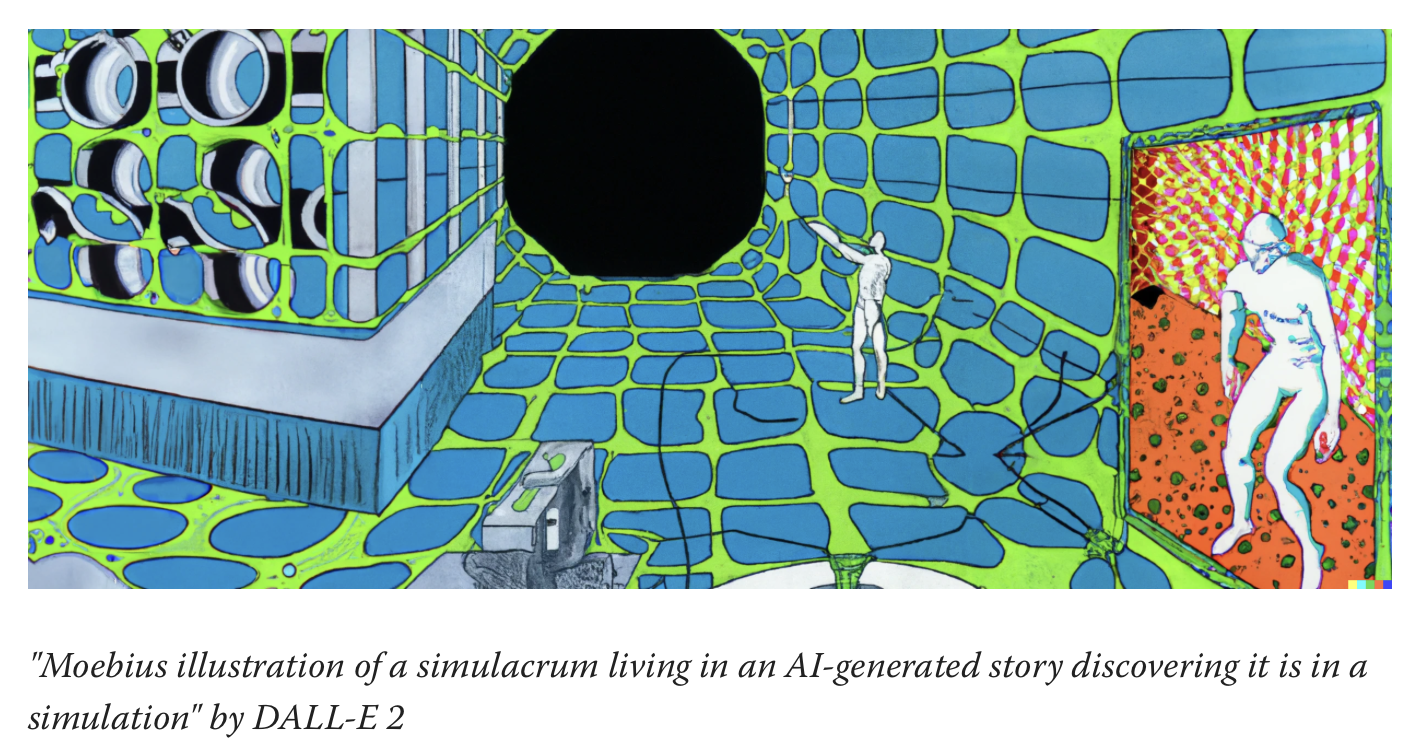 "Moebius illustration of a simulacrum living in an AI-generated story discovering it is in a
simulation" by DALL-E 2